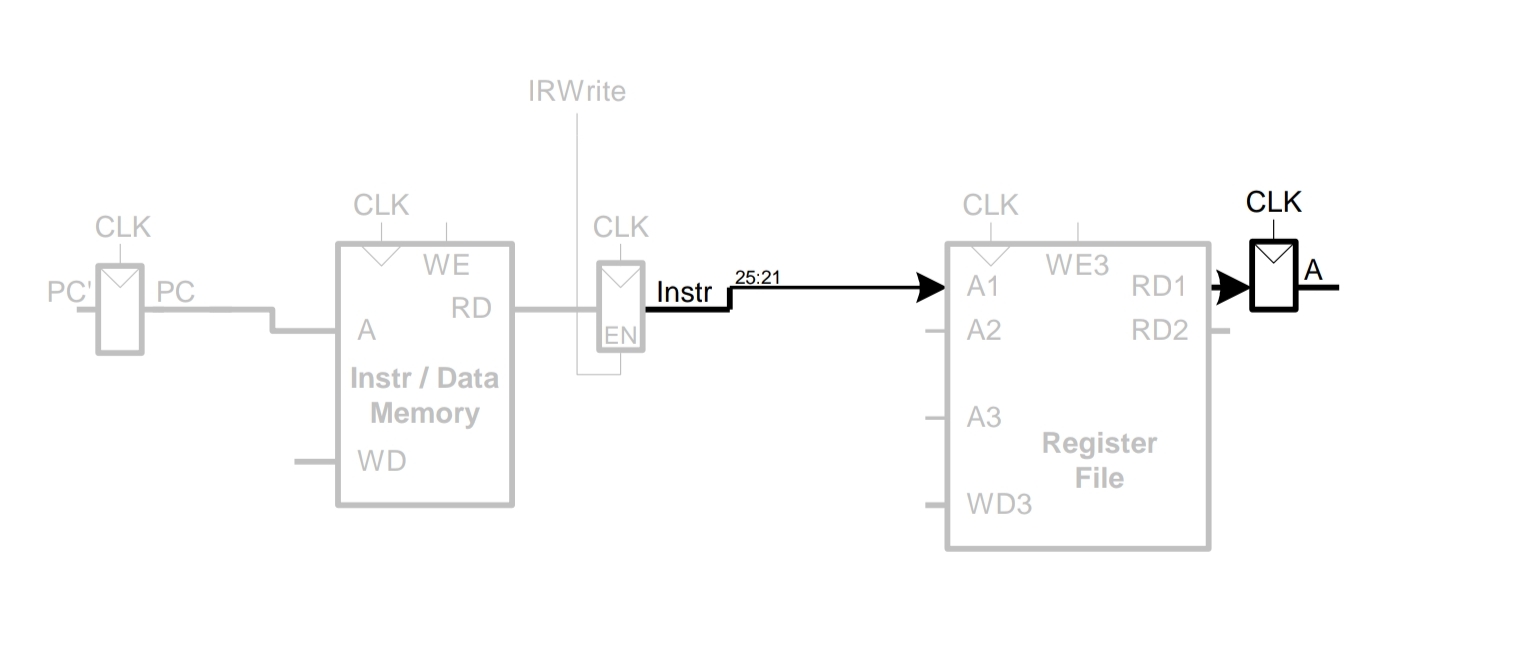 IRWrite
CLK
CLK
CLK
CLK
CLK
PC'
PC
A
RD
WE
Instr / Data
Memory
WD
EN
Instr
25:21
A1
A2
A3
WD3
WE3
RD1
RD2
Register
File
A